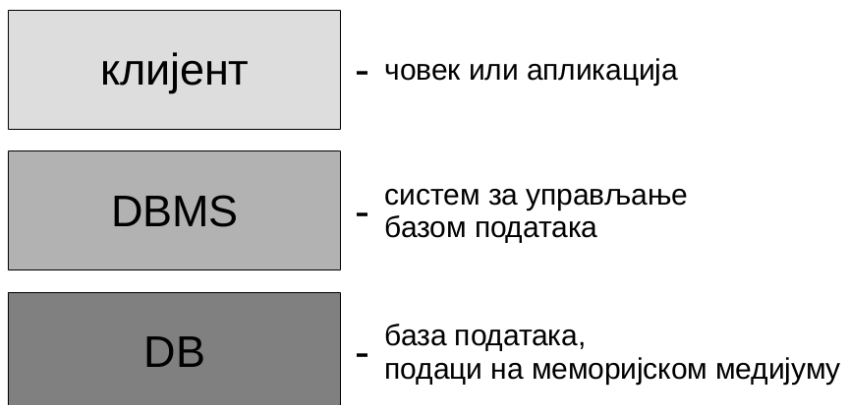 клијент - човек или апликација
DBMS - систем за управљање
базом података
DB - база података,
подаци на меморијском медијуму